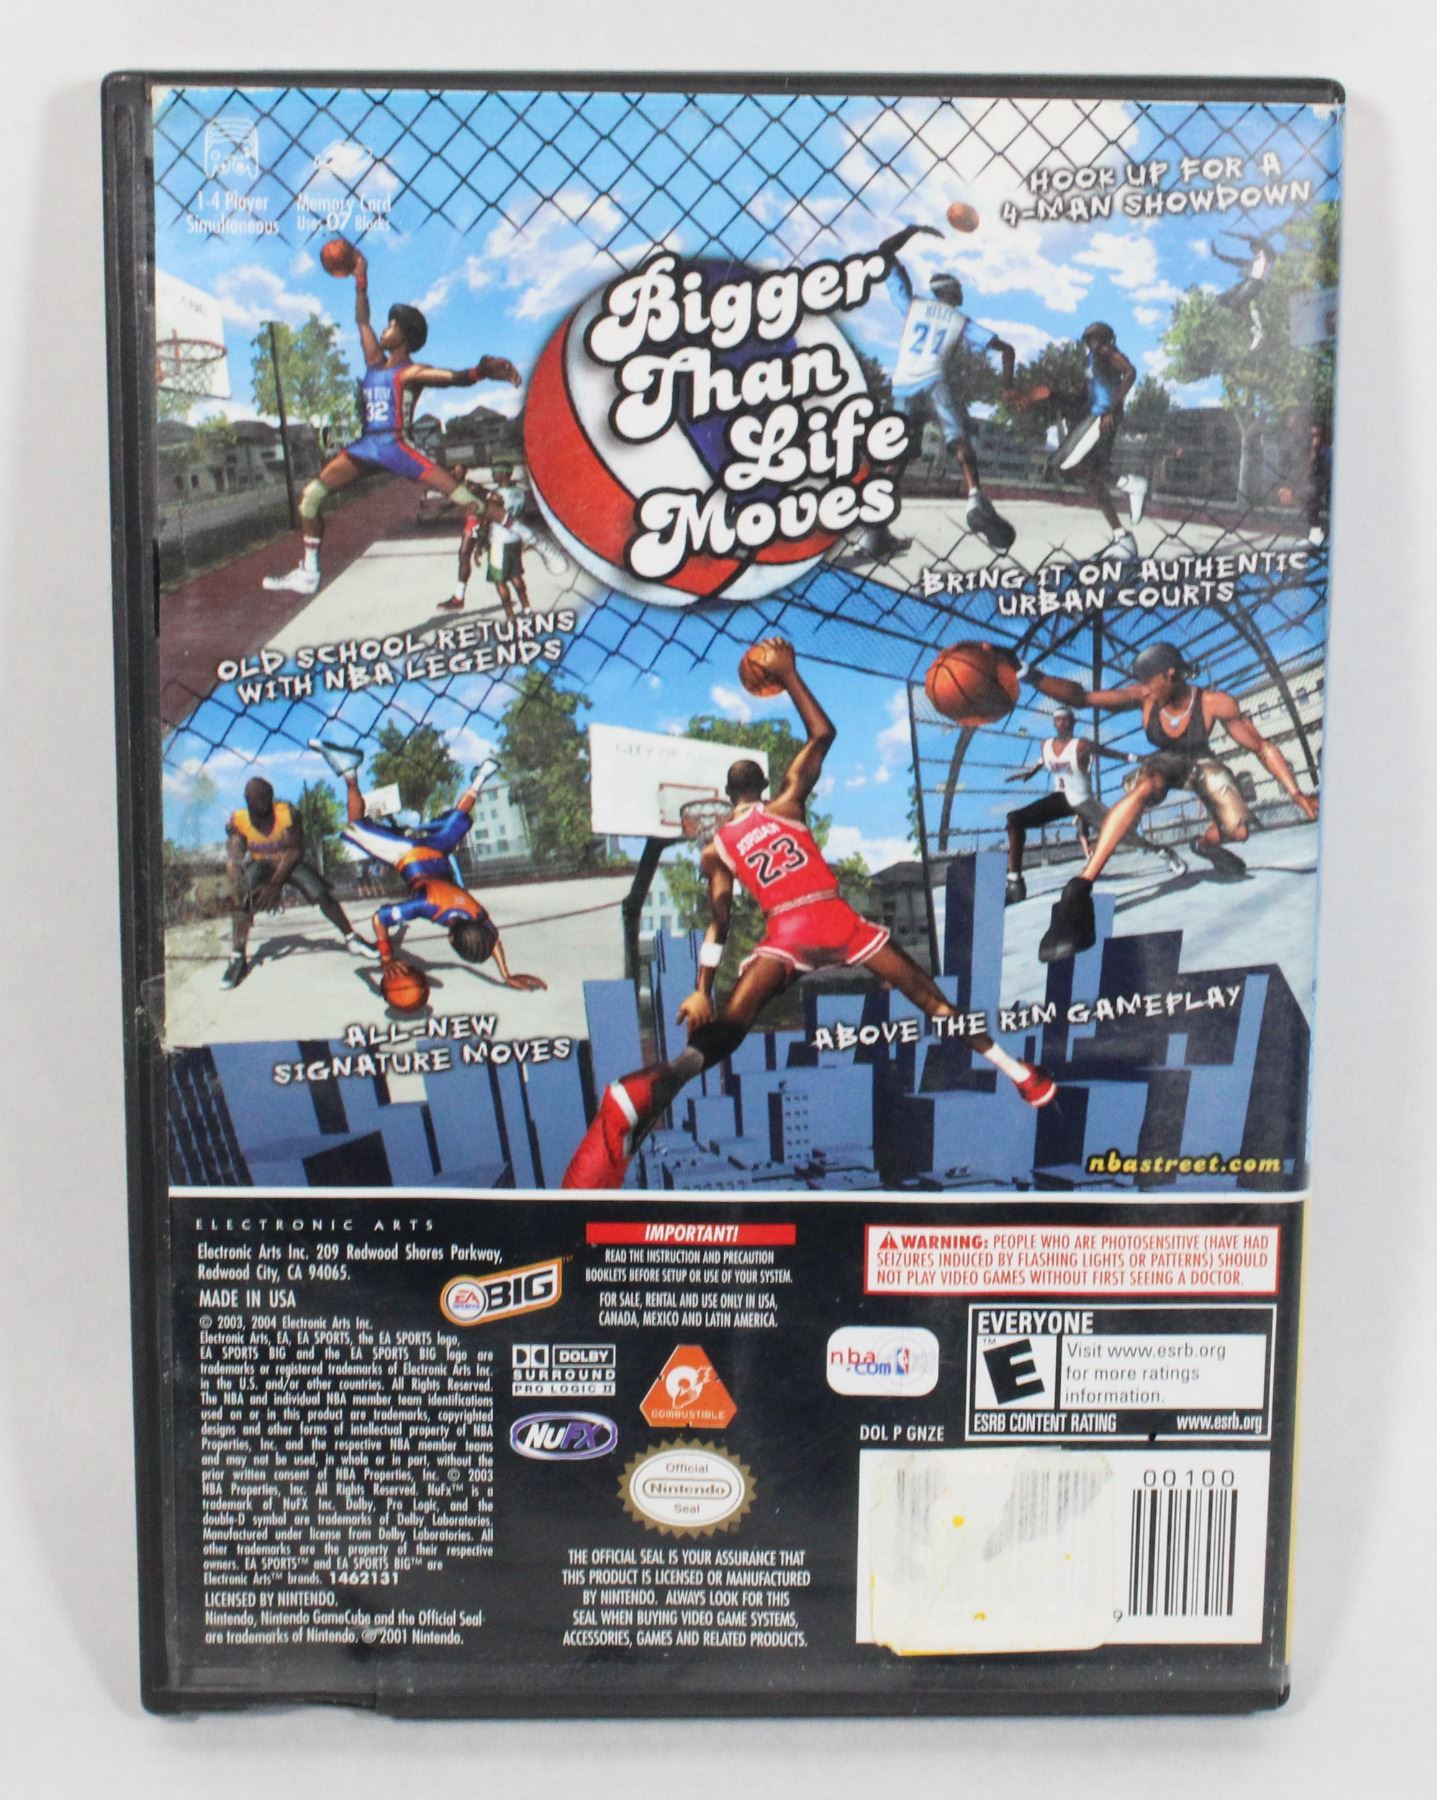 1-4 Player
Simultaneous
Memory Card
Uses 07 Blocks
HOOK UP FOR A
4-MAN SHOWDOWN
Bigger
Than
Life
Moves
21
32
OLD SCHOOL RETURNS
WITH NBA LEGENDS
BRING IT ON AUTHENTIC
URBAN COURTS
CITY OF
JORDAN
23
ALL-NEW
SIGNATURE MOVES
ABOVE THE RIM GAMEPLAY
nbastreet.com
ELECTRONIC ARTS
Electronic Arts Inc. 209 Redwood Shores Parkway,
Redwood City, CA 94065.
MADE IN USA
EA SPORTS BIG™
© 2003, 2004 Electronic Arts Inc.
Electronic Arts, EA, EA SPORTS, the EA SPORTS logo,
EA SPORTS BIG and the EA SPORTS BIG logo are
trademarks or registered trademarks of Electronic Arts Inc.
in the U.S. and/or other countries. All Rights Reserved.
The NBA and individual NBA member team identifications
used on or in this product are trademarks, copyrighted
designs and other forms of intellectual property of NBA
Properties, Inc. and the respective NBA member teams
and may not be used, in whole or in part, without the
prior written consent of NBA Properties, Inc. © 2003
NBA Properties, Inc. All Rights Reserved. NuFX™ is a
trademark of NuFX Inc. Dolby, Pro Logic, and the
double-D symbol are trademarks of Dolby Laboratories.
Manufactured under license from Dolby Laboratories. All
other trademarks are the property of their respective
owners. EA SPORTS™ and EA SPORTS BIG™ are
Electronic Arts™ brands. 1462131
LICENSED BY NINTENDO.
Nintendo, Nintendo GameCube and the Official Seal
are trademarks of Nintendo. © 2001 Nintendo.
IMPORTANT!
READ THE INSTRUCTION AND PRECAUTION
BOOKLETS BEFORE SETUP OR USE OF YOUR SYSTEM.
FOR SALE, RENTAL AND USE ONLY IN USA,
CANADA, MEXICO AND LATIN AMERICA.
DOLBY
SURROUND
PRO LOGIC II
COMBUSTIBLE
NuFX
Official
Nintendo
Seal
THE OFFICIAL SEAL IS YOUR ASSURANCE THAT
THIS PRODUCT IS LICENSED OR MANUFACTURED
BY NINTENDO. ALWAYS LOOK FOR THIS
SEAL WHEN BUYING VIDEO GAME SYSTEMS,
ACCESSORIES, GAMES AND RELATED PRODUCTS.
WARNING: PEOPLE WHO ARE PHOTOSENSITIVE (HAVE HAD
SEIZURES INDUCED BY FLASHING LIGHTS OR PATTERNS) SHOULD
NOT PLAY VIDEO GAMES WITHOUT FIRST SEEING A DOCTOR.
nba
.com
EVERYONE
E™
Visit www.esrb.org
for more ratings
information.
ESRB CONTENT RATING www.esrb.org
DOL P GNZE
00100
9